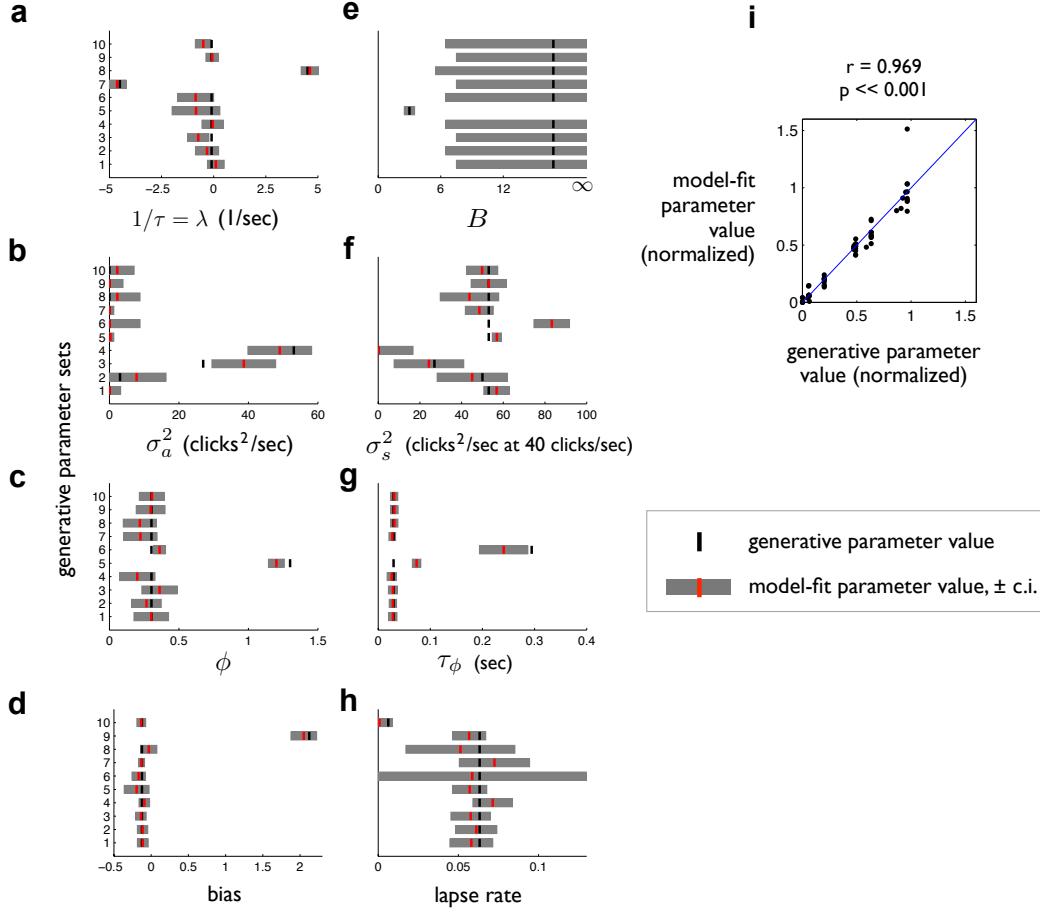 a
10
9
8
7
6
5
4
3
2
1
−5 0 5
1/τ = λ (1/sec)
e
0 6 12 ∞
B
i
r = 0.969
p << 0.001
model-fit
parameter
value
(normalized)
1.5
1
0.5
0
0 0.5 1 1.5
generative parameter
value (normalized)
generative parameter sets
b
10
9
8
7
6
5
4
3
2
1
0 20 40 60
σ²ₐ (clicks²/sec)
f
0 20 40 60 80 100
σ²ₛ (clicks²/sec at 40 clicks/sec)
c
10
9
8
7
6
5
4
3
2
1
0 0.5 1 1.5
ϕ
g
0 0.1 0.2 0.3 0.4
τ_ϕ (sec)
generative parameter value
model-fit parameter value, ± c.i.
d
10
9
8
7
6
5
4
3
2
1
−0.5 0 0.5 1 1.5 2
bias
h
0 0.05 0.1
lapse rate